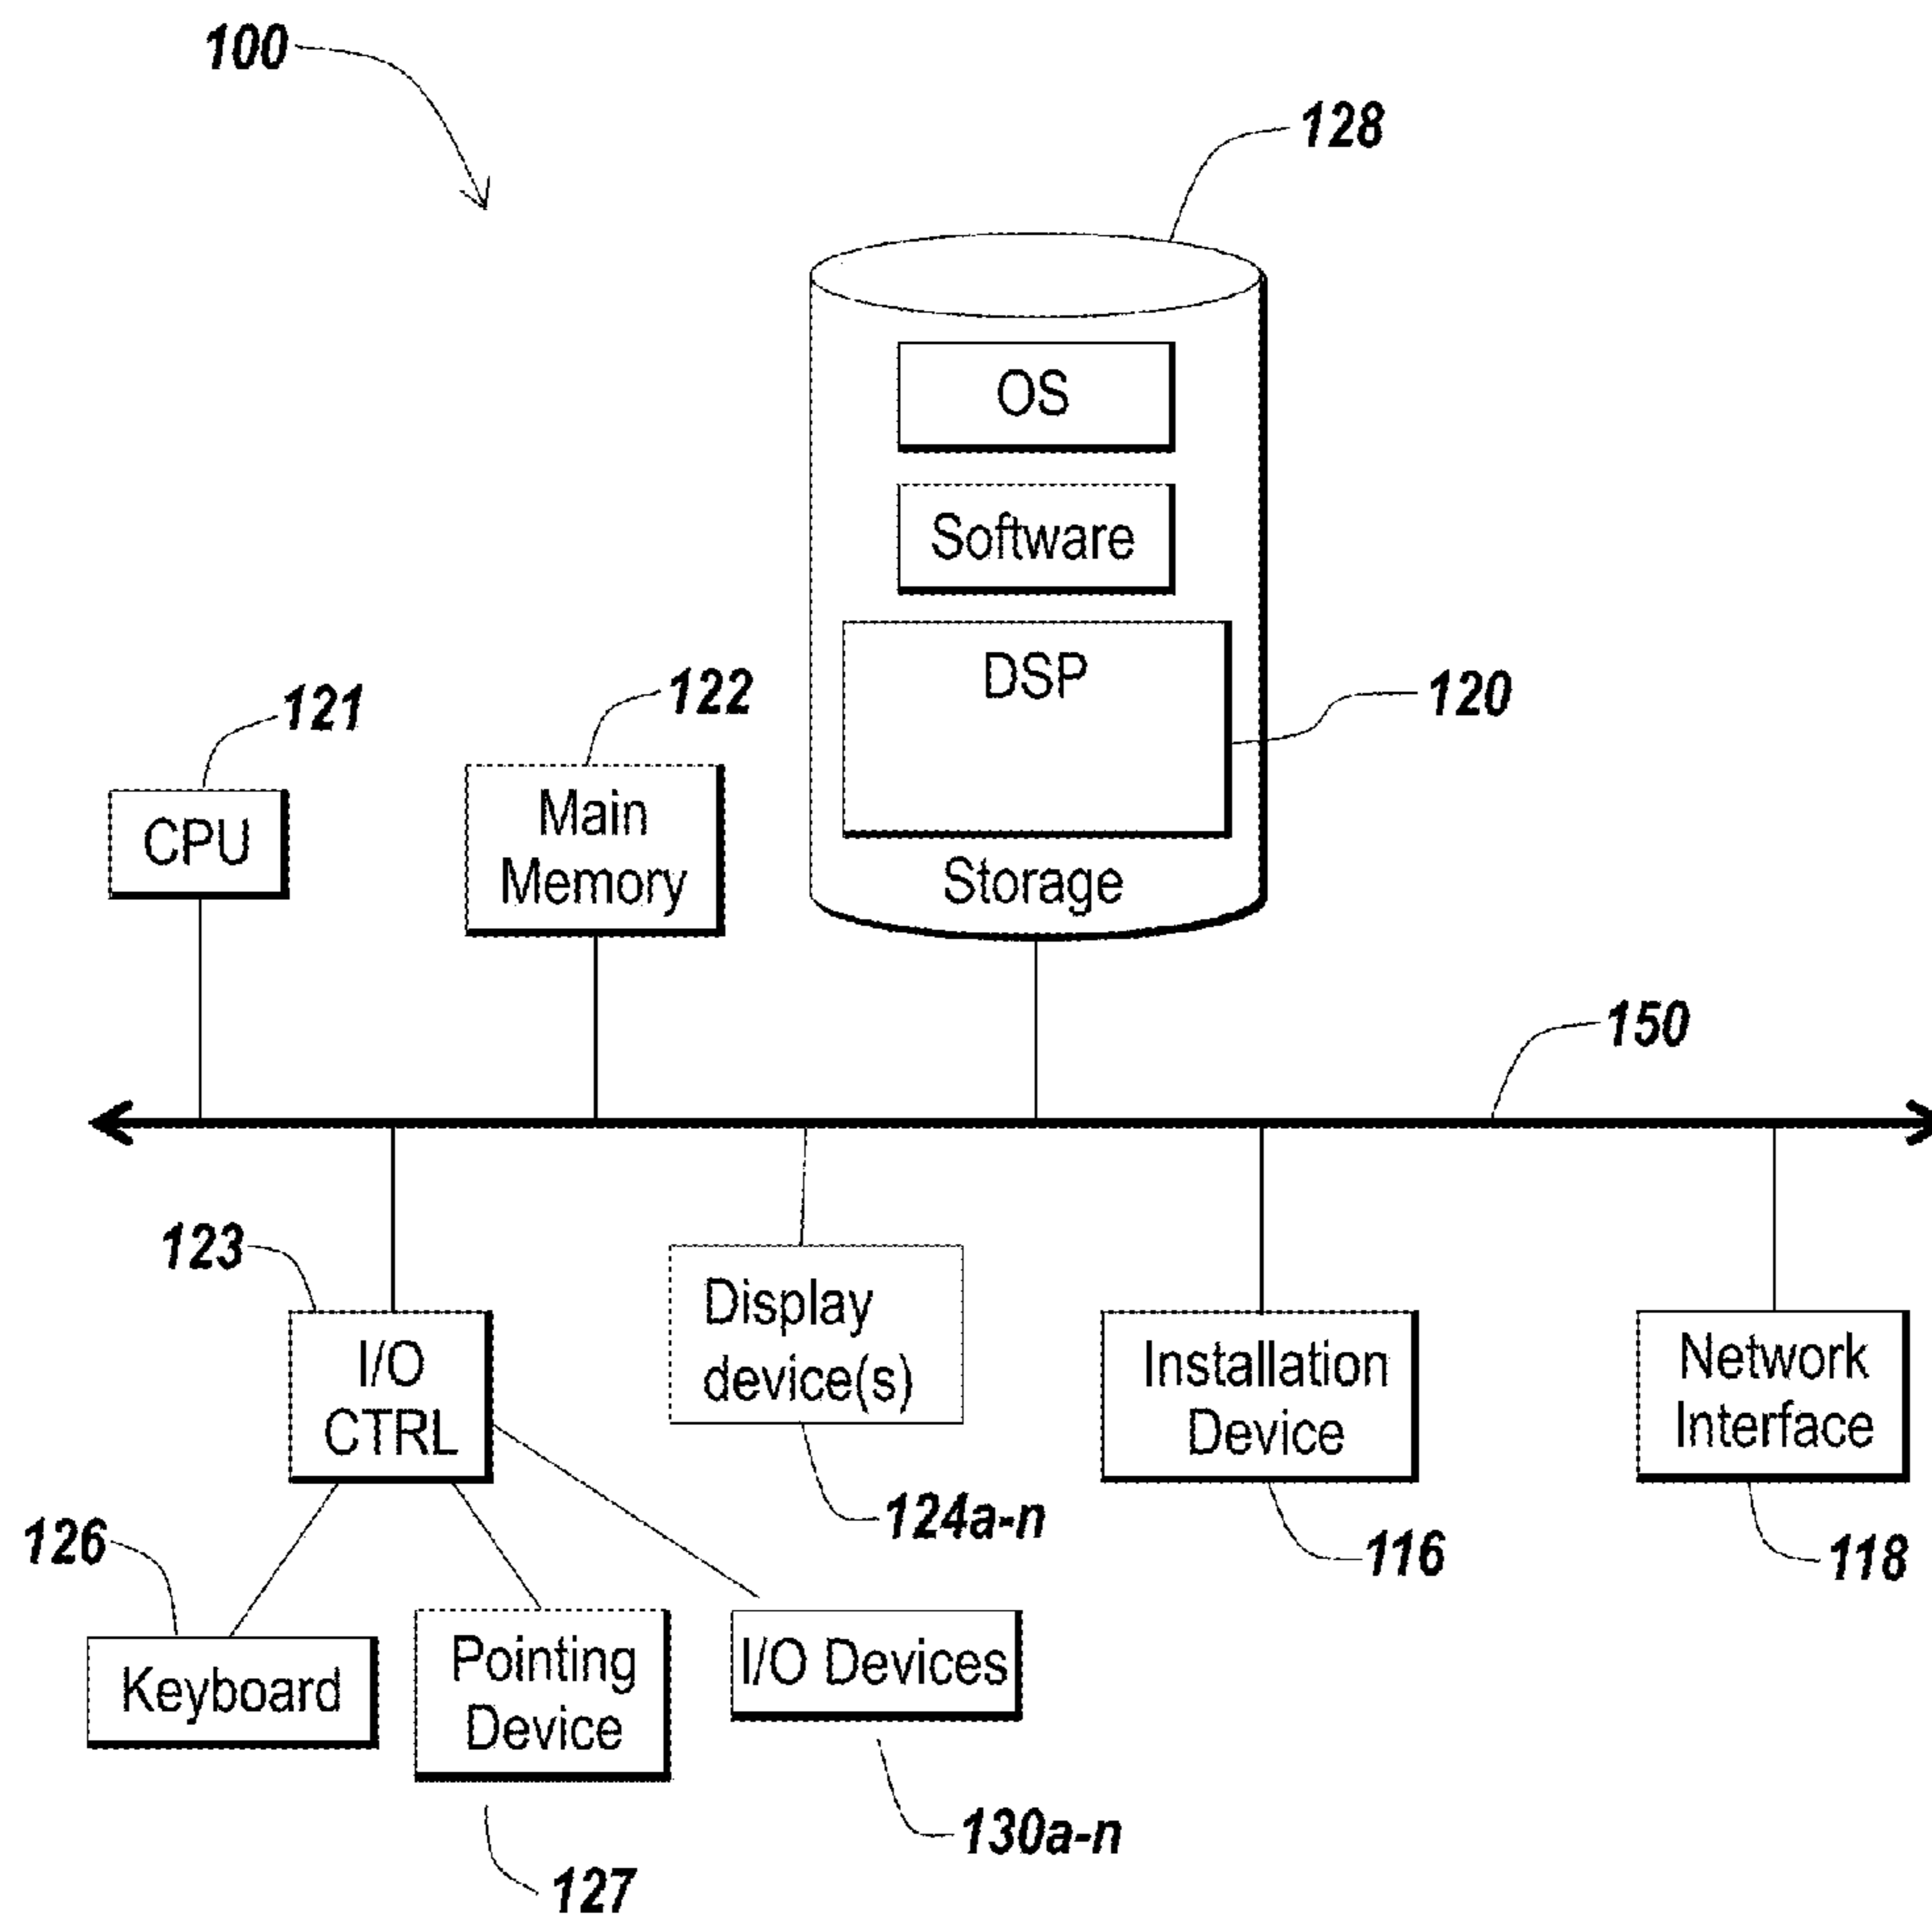 100
128
OS
Software
DSP
120
121
122
CPU
Main
Memory
Storage
150
123
I/O
CTRL
Display
device(s)
Installation
Device
Network
Interface
124a-n
116
118
126
Keyboard
Pointing
Device
I/O Devices
130a-n
127